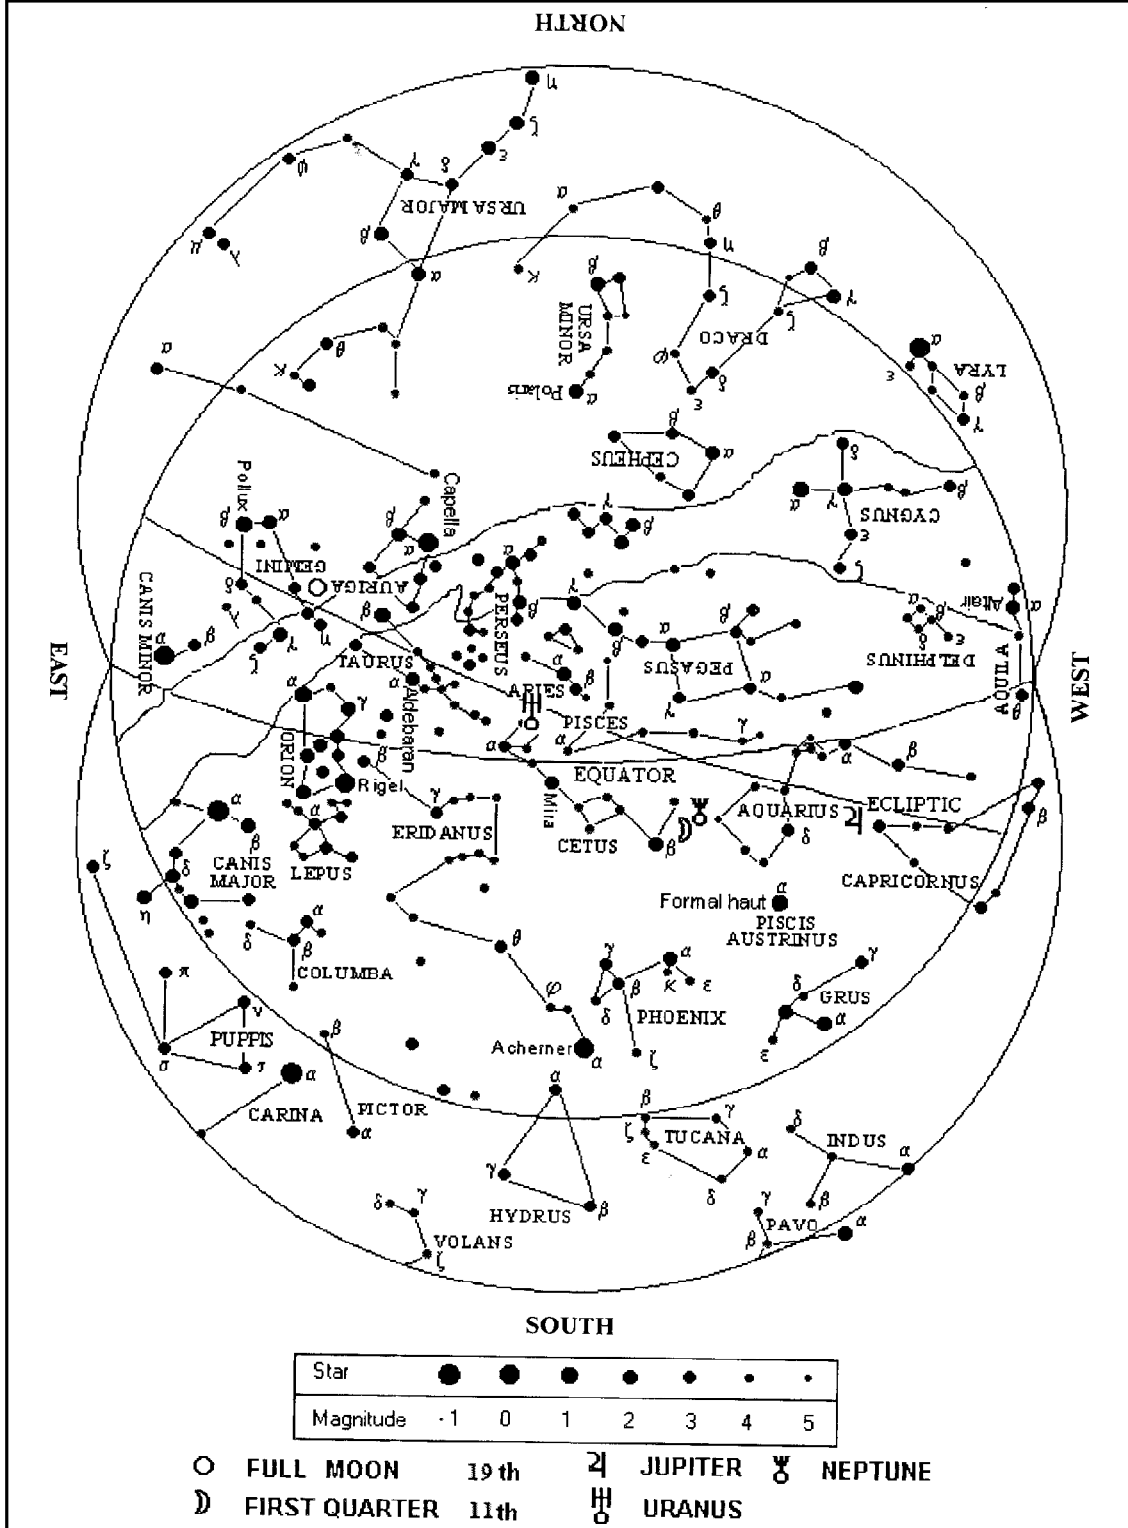 NORTH
η
ζ
ε
ψ
γ
δ
URSA MAJOR
α
θ
β
μ
λ
η
α
κ
β
β
URSA
MINOR
ζ
γ
ζ
DRACO
α
θ
κ
φ
δ
ε
α
ε
LYRA
β
γ
Polaris
α
β
CEPHEUS
α
δ
Pollux
Capella
β
α
β
α
γ
β
α
γ
β
CYGNUS
ε
ζ
GEMINI
δ
AURIGA
α
CANIS MINOR
λ
β
PERSEUS
β
γ
α
Altair
α
β
α
β
η
γ
ζ
δ
ε
DELPHINUS
EAST
TAURUS
β
α
PEGASUS
β
α
AQUILA
WEST
α
γ
Aldebaran
ARIES
β
PISCES
γ
θ
ORION
α
α
γ
β
EQUATOR
α
β
Rigel
Mira
γ
ERIDANUS
CETUS
β
AQUARIUS
δ
ECLIPTIC
β
α
β
α
LEPUS
CANIS
MAJOR
δ
ζ
η
CAPRICORNUS
Formal haut
α
PISCIS
AUSTRINUS
α
δ
β
COLUMBA
θ
γ
α
β
κ
ε
δ
PHOENIX
γ
δ
GRUS
α
ε
π
ν
PUPPIS
σ
τ
β
φ
Acherner
α
ζ
α
CARINA
PICTOR
α
α
β
γ
ζ
TUCANA
ε
α
δ
δ
INDUS
α
β
γ
HYDRUS
β
δ
γ
VOLANS
ζ
γ
PAVO
α
β
SOUTH
Star
Magnitude -1 0 1 2 3 4 5
FULL MOON 19th JUPITER NEPTUNE
FIRST QUARTER 11th URANUS